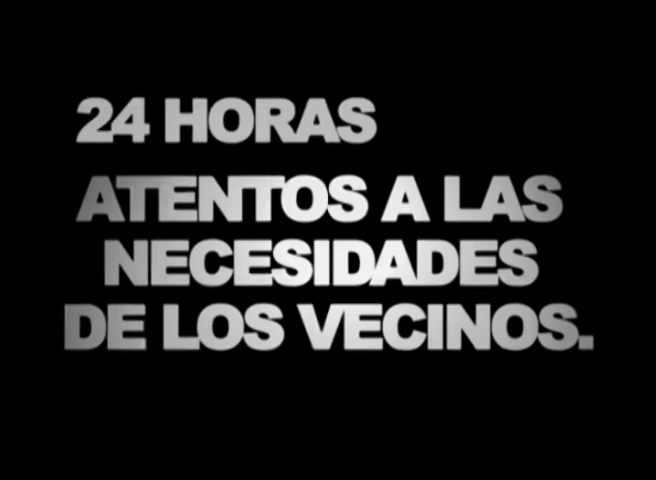 24 HORAS
ATENTOS A LAS
NECESIDADES
DE LOS VECINOS.